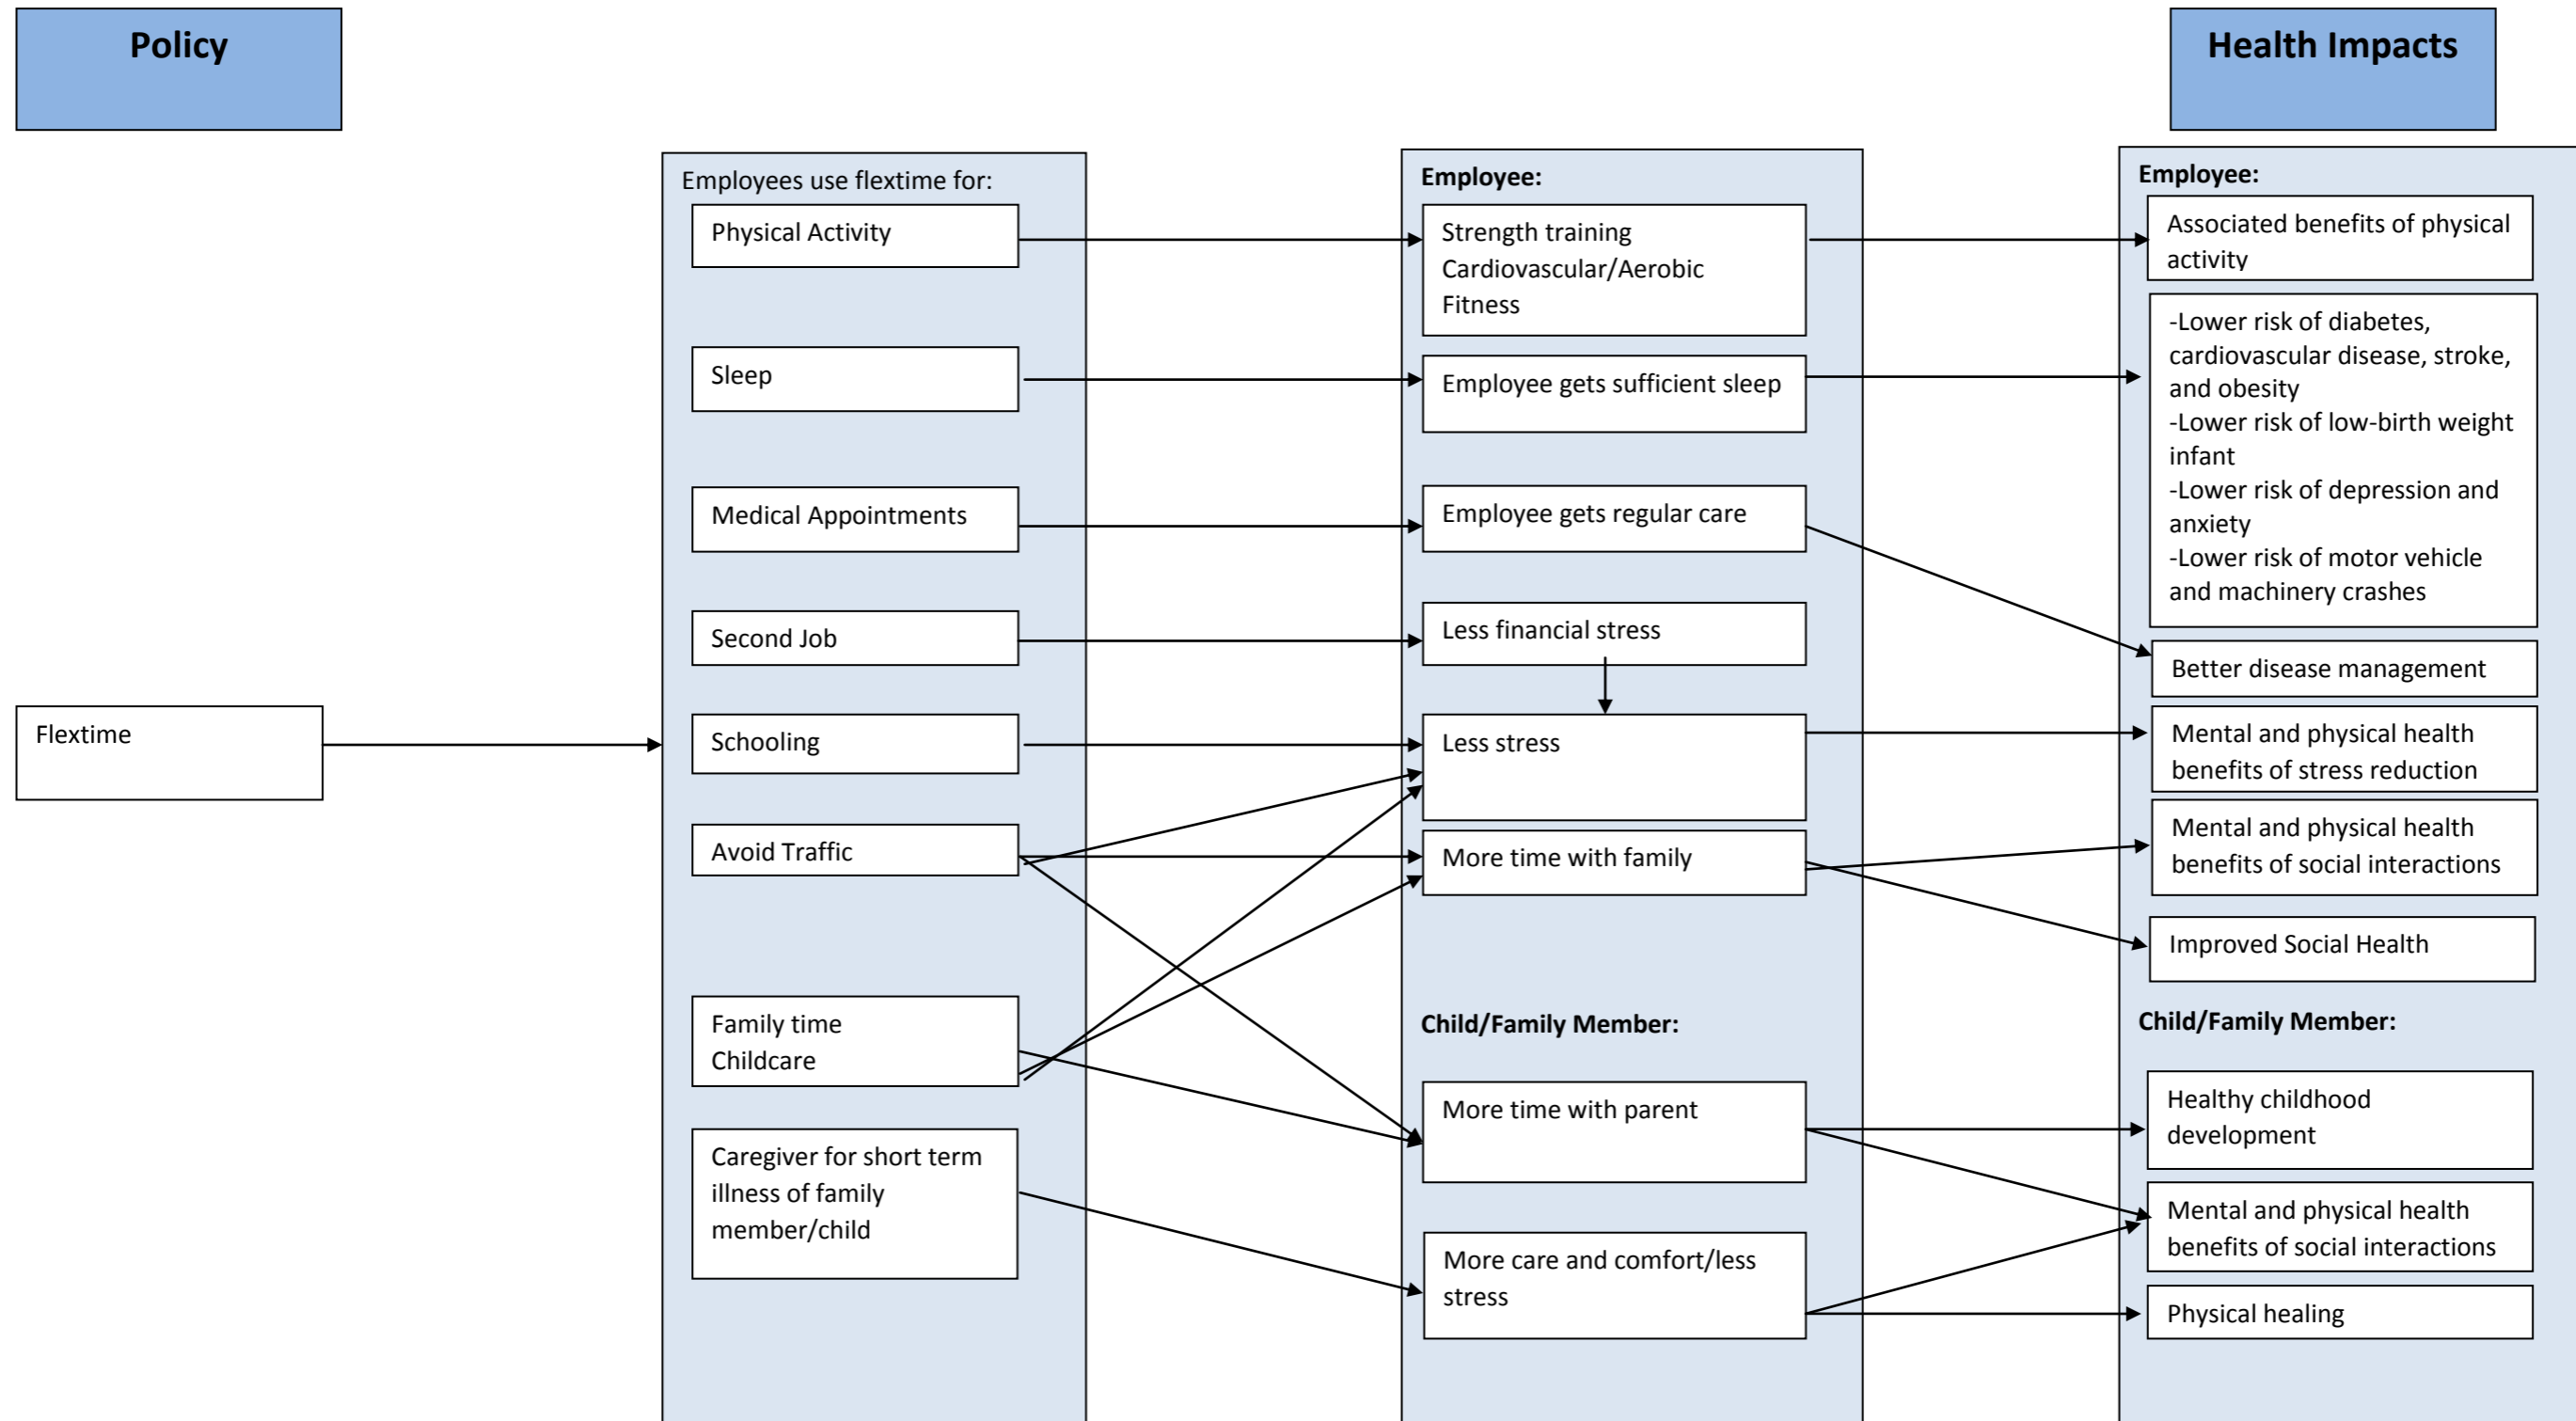 Policy
Health Impacts
Flextime
Employees use flextime for:
Physical Activity
Sleep
Medical Appointments
Second Job
Schooling
Avoid Traffic
Family time
Childcare
Caregiver for short term
illness of family
member/child
Employee:
Strength training
Cardiovascular/Aerobic
Fitness
Employee gets sufficient sleep
Employee gets regular care
Less financial stress
Less stress
More time with family
Child/Family Member:
More time with parent
More care and comfort/less
stress
Employee:
Associated benefits of physical
activity
-Lower risk of diabetes,
cardiovascular disease, stroke,
and obesity
-Lower risk of low-birth weight
infant
-Lower risk of depression and
anxiety
-Lower risk of motor vehicle
and machinery crashes
Better disease management
Mental and physical health
benefits of stress reduction
Mental and physical health
benefits of social interactions
Improved Social Health
Child/Family Member:
Healthy childhood
development
Mental and physical health
benefits of social interactions
Physical healing